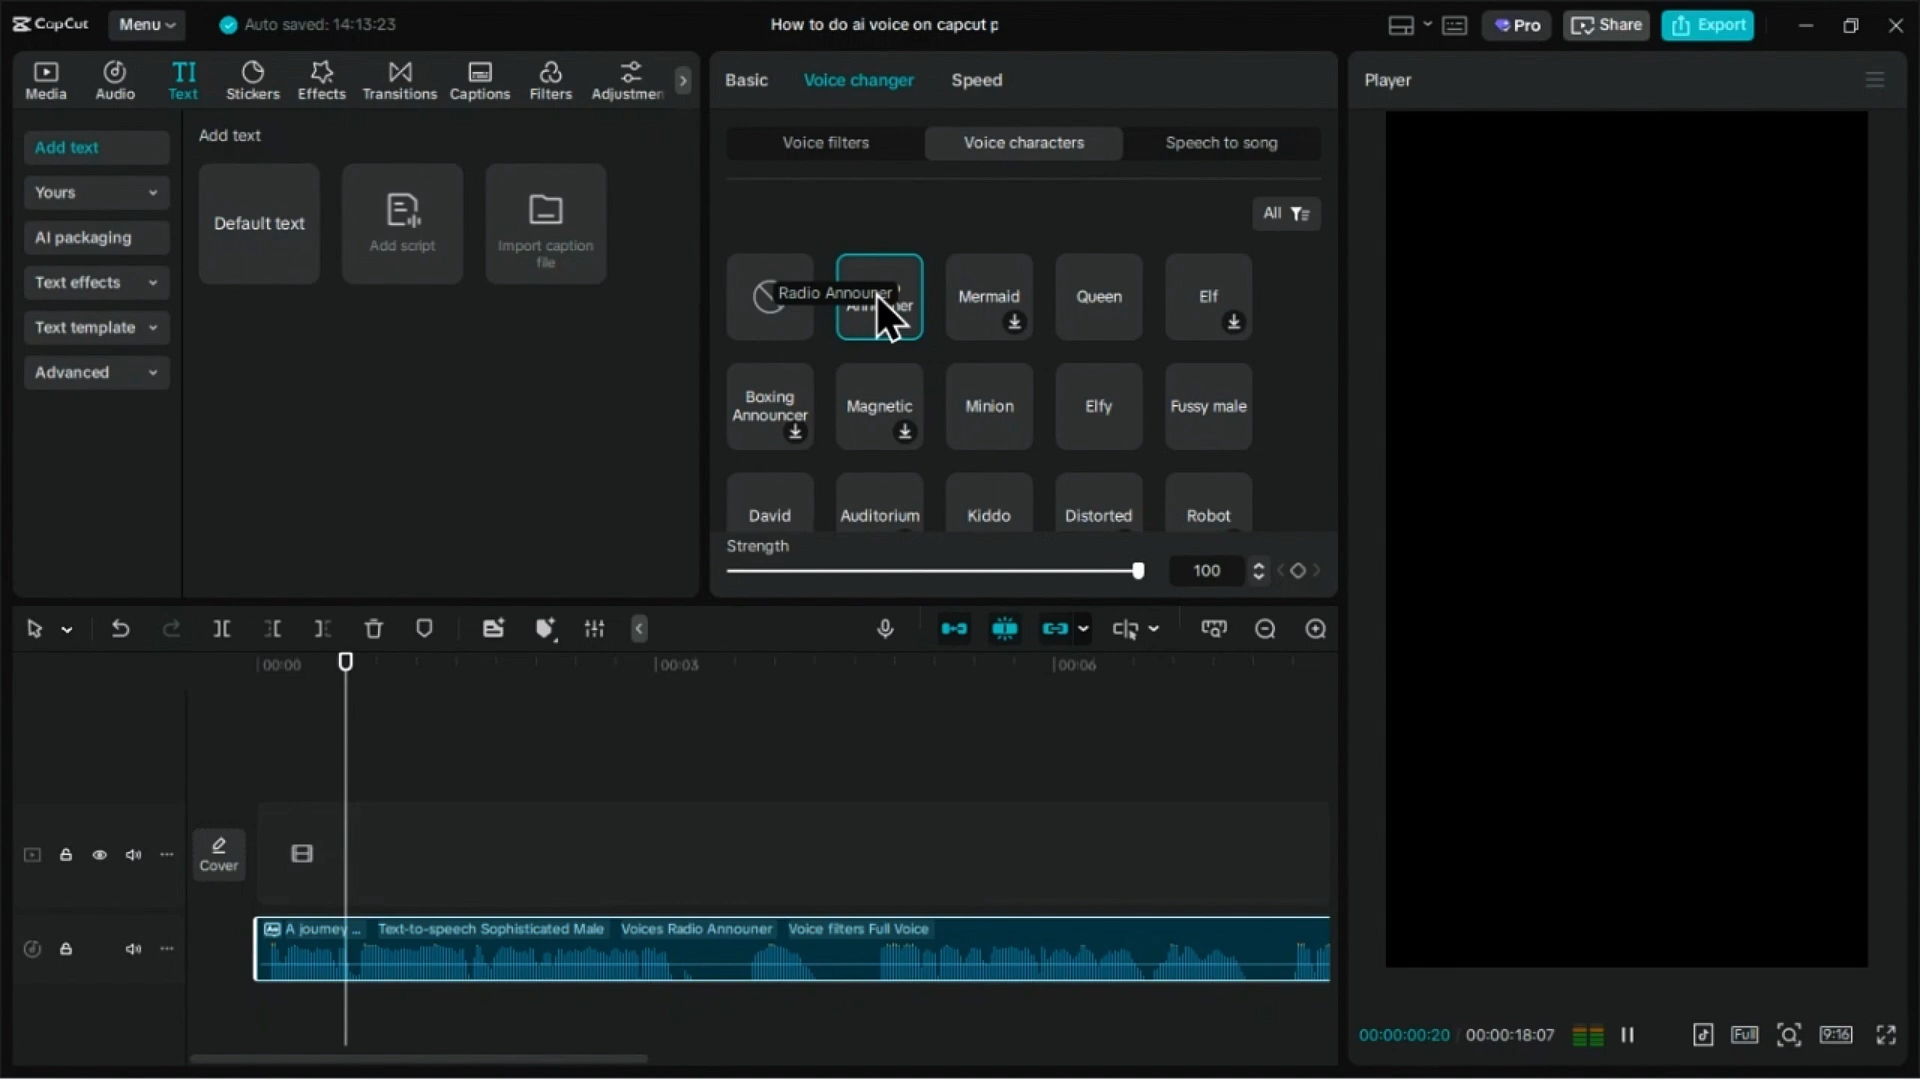 CapCut
Menu
Auto saved: 14:13:23
How to do ai voice on capcut p
Pro
Share
Export
Media
Audio
TI
Text
Stickers
Effects
Transitions
Captions
Filters
Adjustmen
Basic
Voice changer
Speed
Player
Add text
Yours
AI packaging
Text effects
Text template
Advanced
Add text
Default text
Add script
Import caption
file
Voice filters
Voice characters
Speech to song
All
Radio Announer
Mermaid
Queen
Elf
Boxing
Announcer
Magnetic
Minion
Elfy
Fussy male
David
Auditorium
Kiddo
Distorted
Robot
Strength
100
00:00
00:03
00:06
Cover
A journey ...
Text-to-speech Sophisticated Male
Voices Radio Announer
Voice filters Full Voice
00:00:00:20
00:00:18:07
Full
9:16